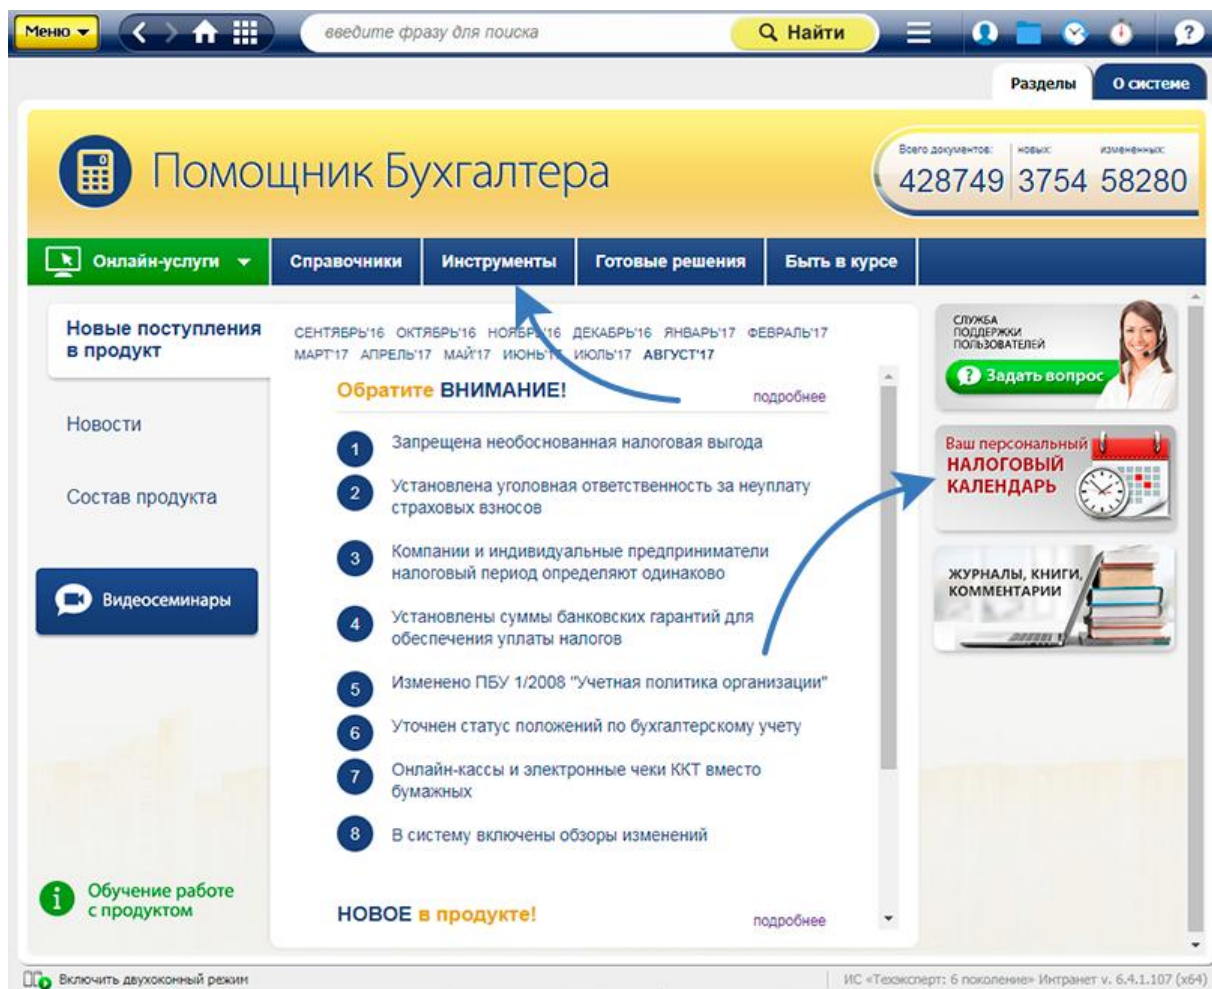 Меню
введите фразу для поиска
Найти
?
Разделы
О системе
Помощник Бухгалтера
Всего документов: новых: измененных:
428749 3754 58280
Онлайн-услуги
Справочники
Инструменты
Готовые решения
Быть в курсе
Новые поступления
в продукт
Новости
Состав продукта
Видеосеминары
Обучение работе
с продуктом
СЕНТЯБРЬ'16 ОКТЯБРЬ'16 НОЯБРЬ'16 ДЕКАБРЬ'16 ЯНВАРЬ'17 ФЕВРАЛЬ'17
МАРТ'17 АПРЕЛЬ'17 МАЙ'17 ИЮНЬ'17 ИЮЛЬ'17 АВГУСТ'17
Обратите ВНИМАНИЕ!
подробнее
1 Запрещена необоснованная налоговая выгода
2 Установлена уголовная ответственность за неуплату
страховых взносов
3 Компании и индивидуальные предприниматели
налоговый период определяют одинаково
4 Установлены суммы банковских гарантий для
обеспечения уплаты налогов
5 Изменено ПБУ 1/2008 "Учетная политика организации"
6 Уточнен статус положений по бухгалтерскому учету
7 Онлайн-кассы и электронные чеки ККТ вместо
бумажных
8 В систему включены обзоры изменений
НОВОЕ в продукте!
подробнее
СЛУЖБА
ПОДДЕРЖКИ
ПОЛЬЗОВАТЕЛЕЙ
? Задать вопрос
Ваш персональный
НАЛОГОВЫЙ
КАЛЕНДАРЬ
ЖУРНАЛЫ, КНИГИ,
КОММЕНТАРИИ
Включить двухоконный режим
ИС «Техэксперт: 6 поколение» Интранет v. 6.4.1.107 (x64)